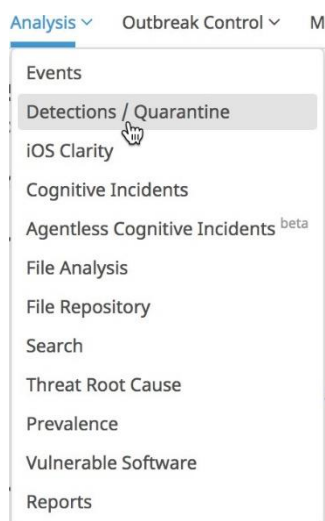 Analysis Outbreak Control M
Events
Detections / Quarantine
iOS Clarity
Cognitive Incidents
Agentless Cognitive Incidents beta
File Analysis
File Repository
Search
Threat Root Cause
Prevalence
Vulnerable Software
Reports